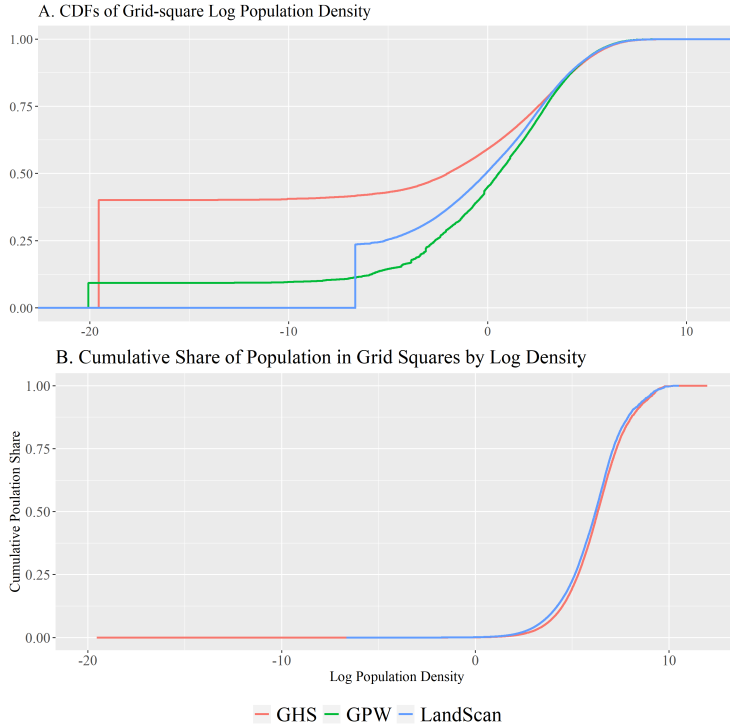 A. CDFs of Grid-square Log Population Density
1.00
0.75
0.50
0.25
0.00
-20 -10 0 10
B. Cumulative Share of Population in Grid Squares by Log Density
Cumulative Poulation Share
1.00
0.75
0.50
0.25
0.00
-20 -10 0 10
Log Population Density
GHS GPW LandScan